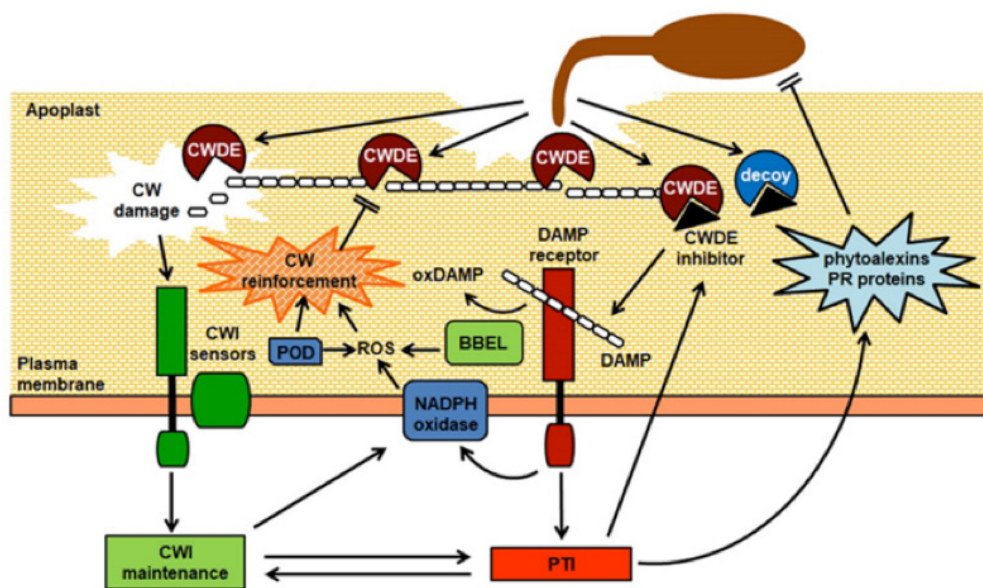 Apoplast
CWDE
CWDE
CWDE
CWDE
decoy
CW
damage
CWDE
inhibitor
DAMP
receptor
oxDAMP
CW
reinforcement
phytoalexins
PR proteins
CWI
sensors
POD
ROS
BBEL
DAMP
Plasma
membrane
NADPH
oxidase
CWI
maintenance
PTI